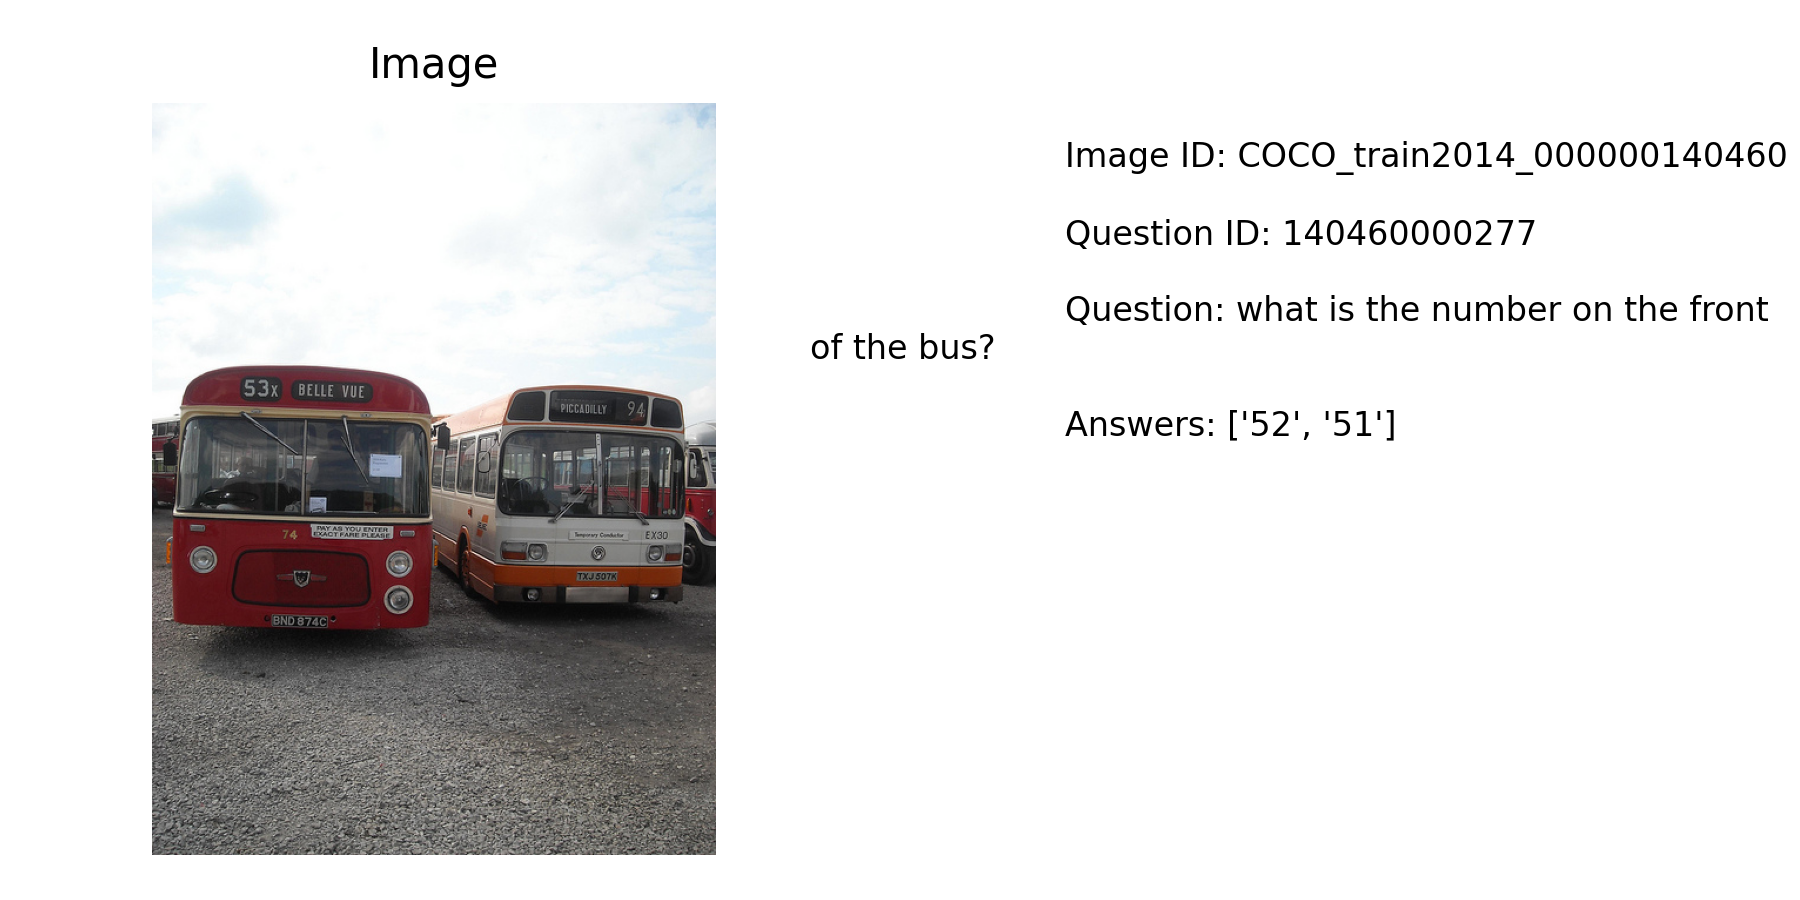 Image
Image ID: COCO_train2014_000000140460
Question ID: 140460000277
Question: what is the number on the front
of the bus?
Answers: ['52', '51']
53x BELLE VUE
PICCADILLY 94
74
PAY AS YOU ENTER
EXACT FARE PLEASE
Temporary Conductor
EX30
TXJ 507K
BND 874C